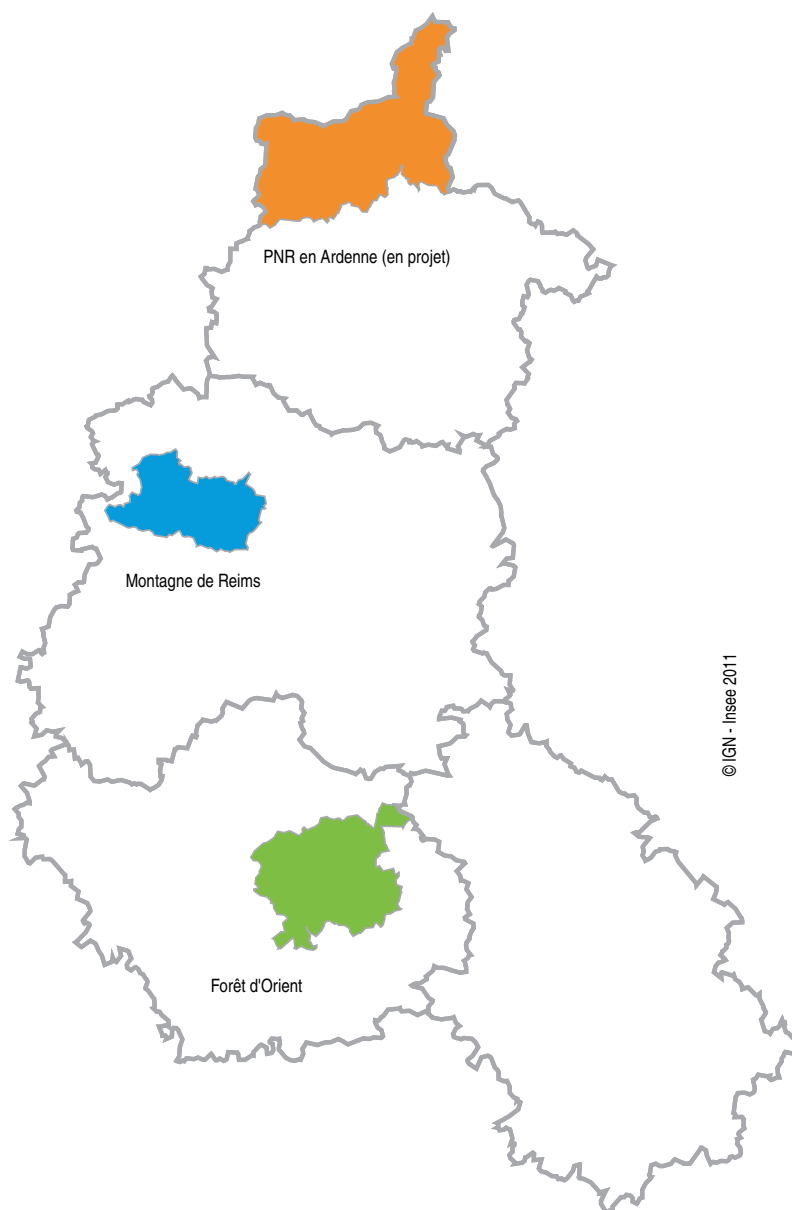 PNR en Ardenne (en projet)
Montagne de Reims
© IGN - Insee 2011
Forêt d'Orient